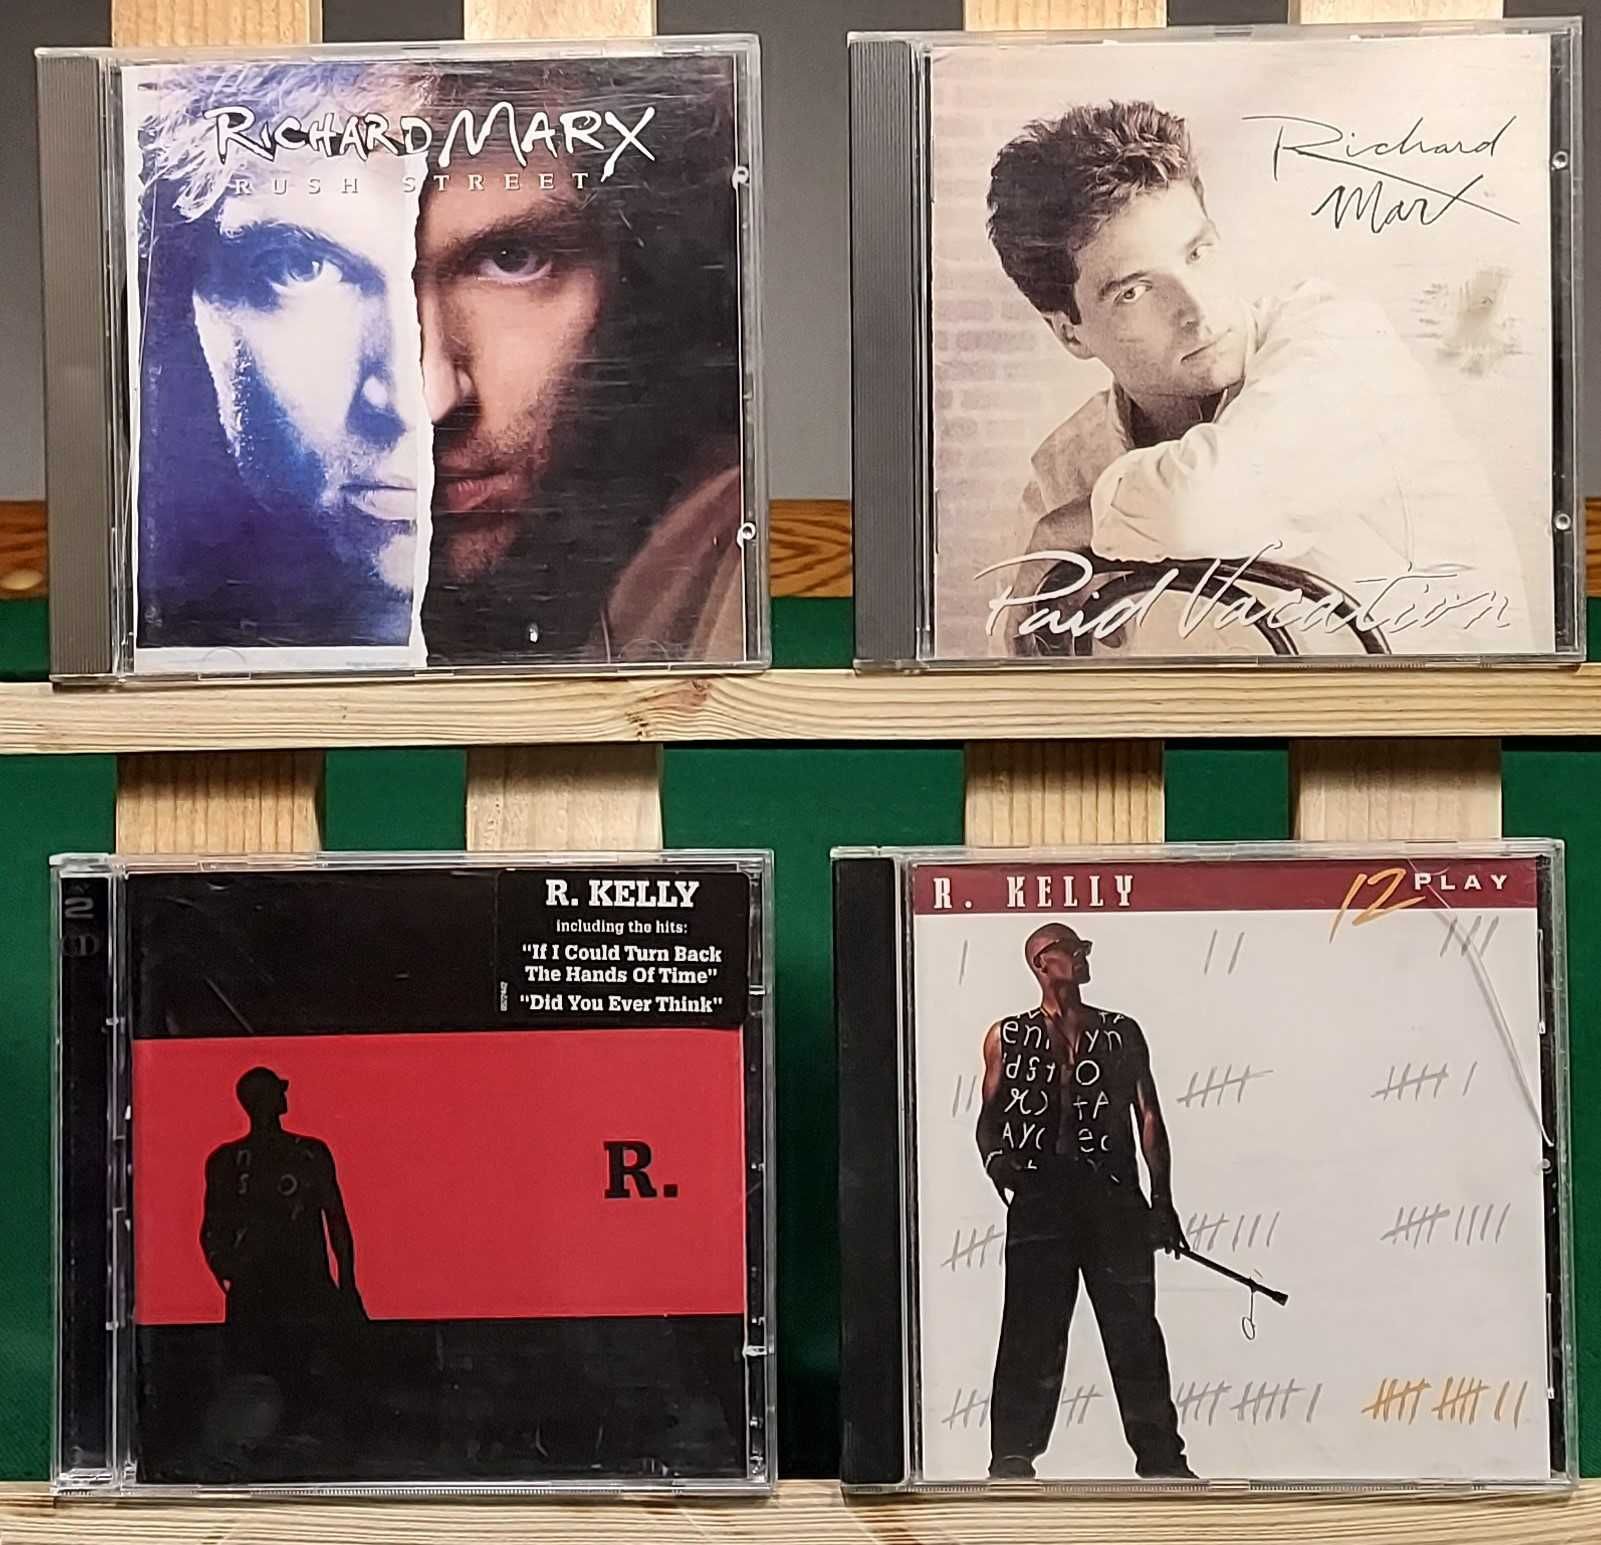 RICHARD MARX
RUSH STREET
Richard
Marx
Paid Vacation
R. KELLY
including the hits:
"If I Could Turn Back
The Hands Of Time"
"Did You Ever Think"
R.
2
R. KELLY 12 PLAY